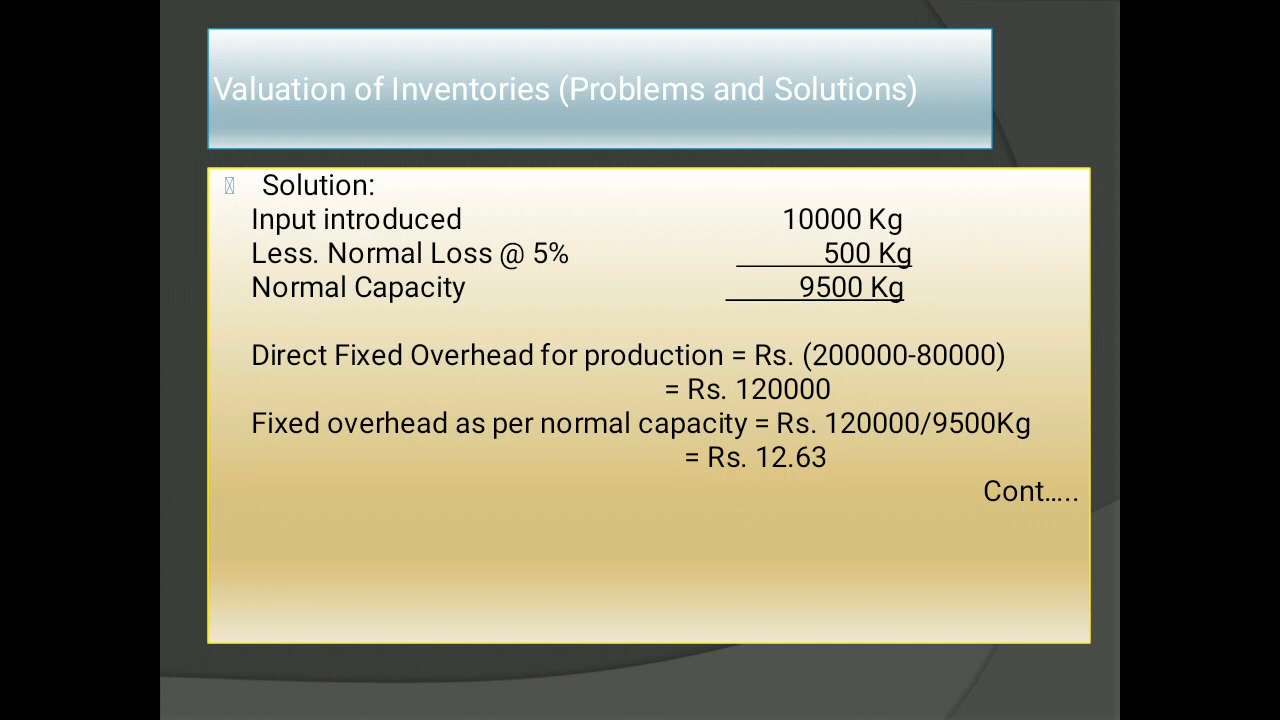 Valuation of Inventories (Problems and Solutions)
Solution:
Input introduced 10000 Kg
Less. Normal Loss @ 5% 500 Kg
Normal Capacity 9500 Kg
Direct Fixed Overhead for production = Rs. (200000-80000)
= Rs. 120000
Fixed overhead as per normal capacity = Rs. 120000/9500Kg
= Rs. 12.63
Cont…..